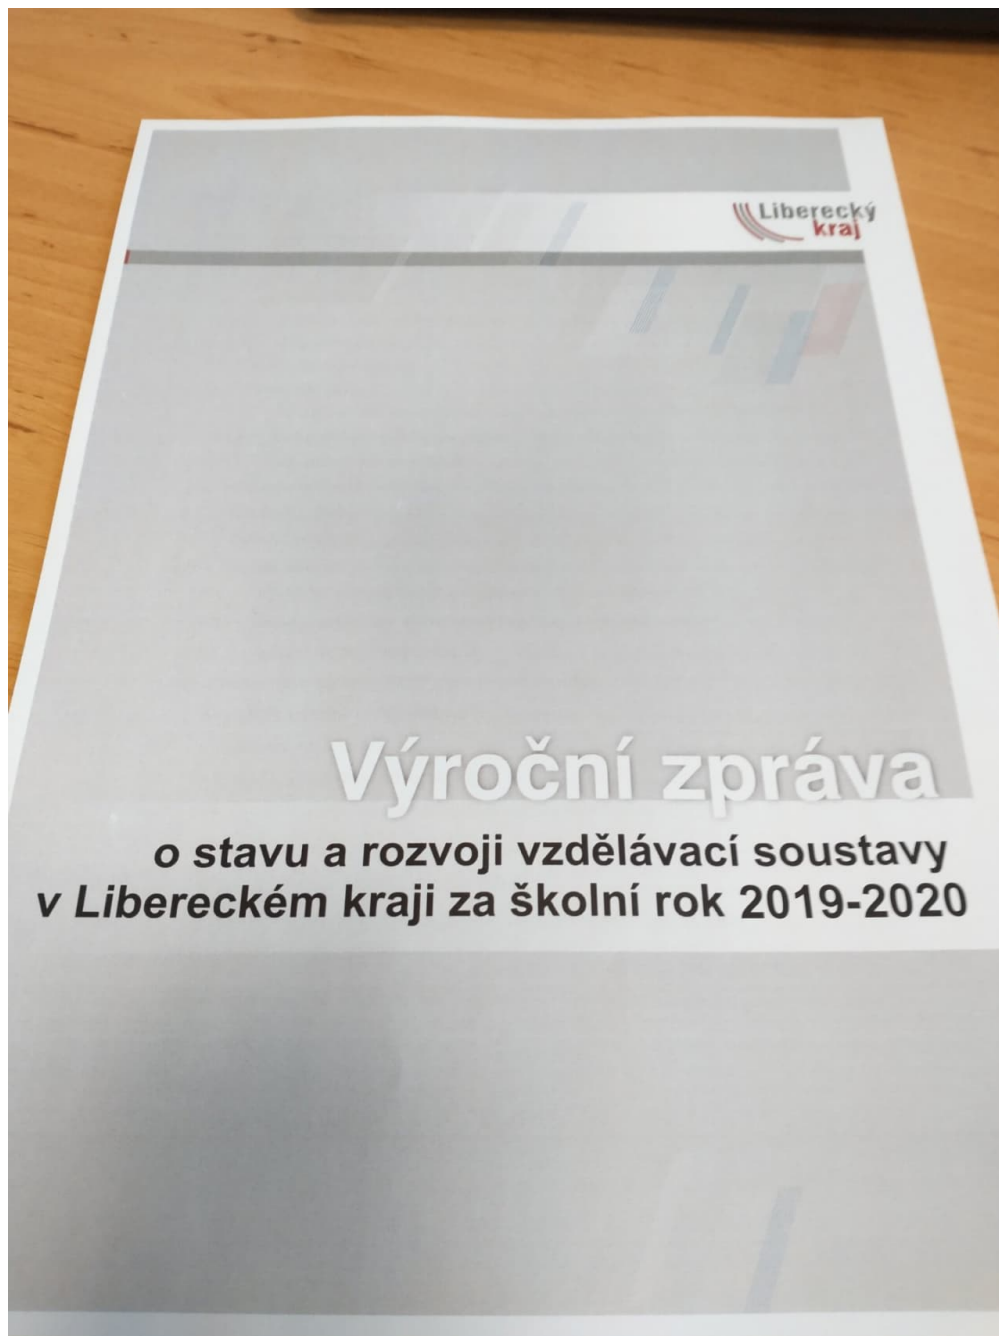 Liberecký
kraj
Výroční zpráva
o stavu a rozvoji vzdělávací soustavy
v Libereckém kraji za školní rok 2019-2020